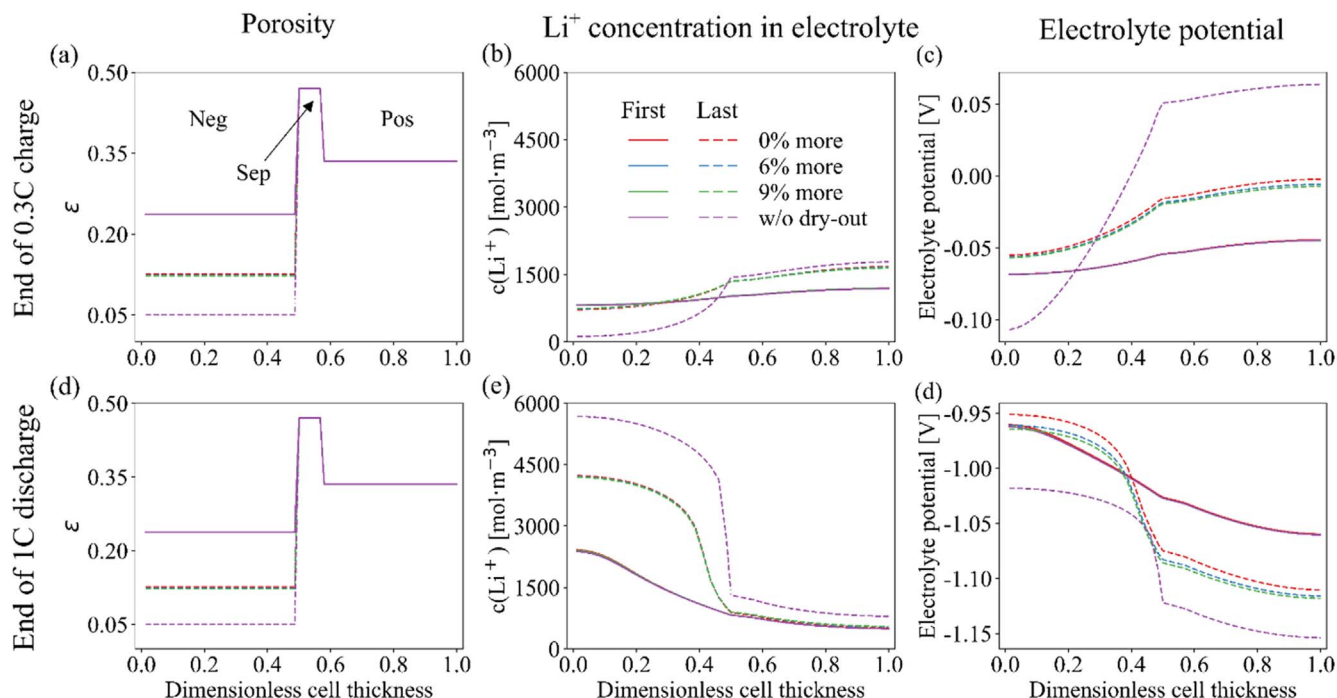 Porosity
Li⁺ concentration in electrolyte
Electrolyte potential
End of 0.3C charge
(a)
0.50
0.35
0.20
0.05
ε
Neg
Sep
Pos
0.0 0.2 0.4 0.6 0.8 1.0
(b)
6000
4500
3000
1500
0
c(Li⁺) [mol·m⁻³]
First Last
0% more
6% more
9% more
w/o dry-out
0.0 0.2 0.4 0.6 0.8 1.0
(c)
0.05
0.00
-0.05
-0.10
Electrolyte potential [V]
0.0 0.2 0.4 0.6 0.8 1.0
End of 1C discharge
(d)
0.50
0.35
0.20
0.05
ε
0.0 0.2 0.4 0.6 0.8 1.0
Dimensionless cell thickness
(e)
6000
4500
3000
1500
0
c(Li⁺) [mol·m⁻³]
0.0 0.2 0.4 0.6 0.8 1.0
Dimensionless cell thickness
(d)
-0.95
-1.00
-1.05
-1.10
-1.15
Electrolyte potential [V]
0.0 0.2 0.4 0.6 0.8 1.0
Dimensionless cell thickness